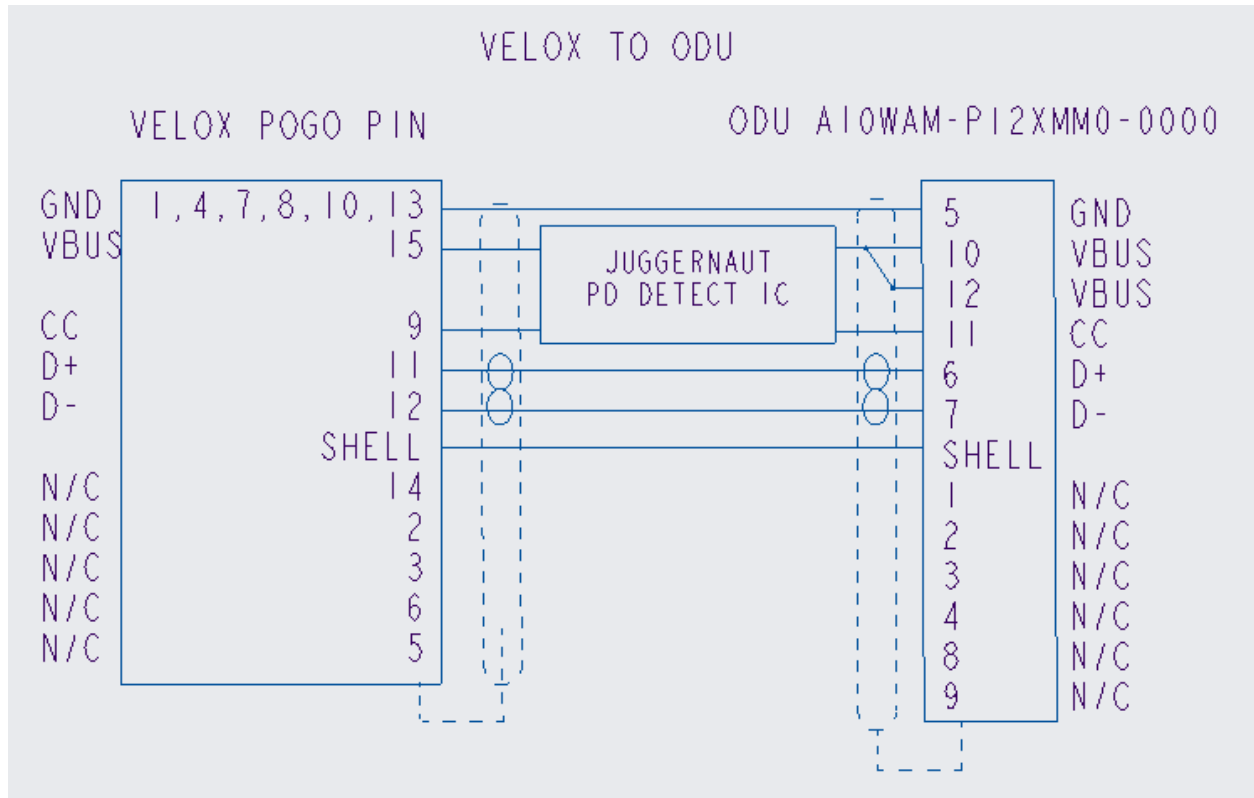 VELOX TO ODU
VELOX POGO PIN
ODU A10WAM-P12XMM0-0000
GND 1,4,7,8,10,13
VBUS 15
CC 9
D+ 11
D- 12
SHELL
N/C 14
N/C 2
N/C 3
N/C 6
N/C 5
JUGGERNAUT
PD DETECT IC
5 GND
10 VBUS
12 VBUS
11 CC
6 D+
7 D-
SHELL
1 N/C
2 N/C
3 N/C
4 N/C
8 N/C
9 N/C